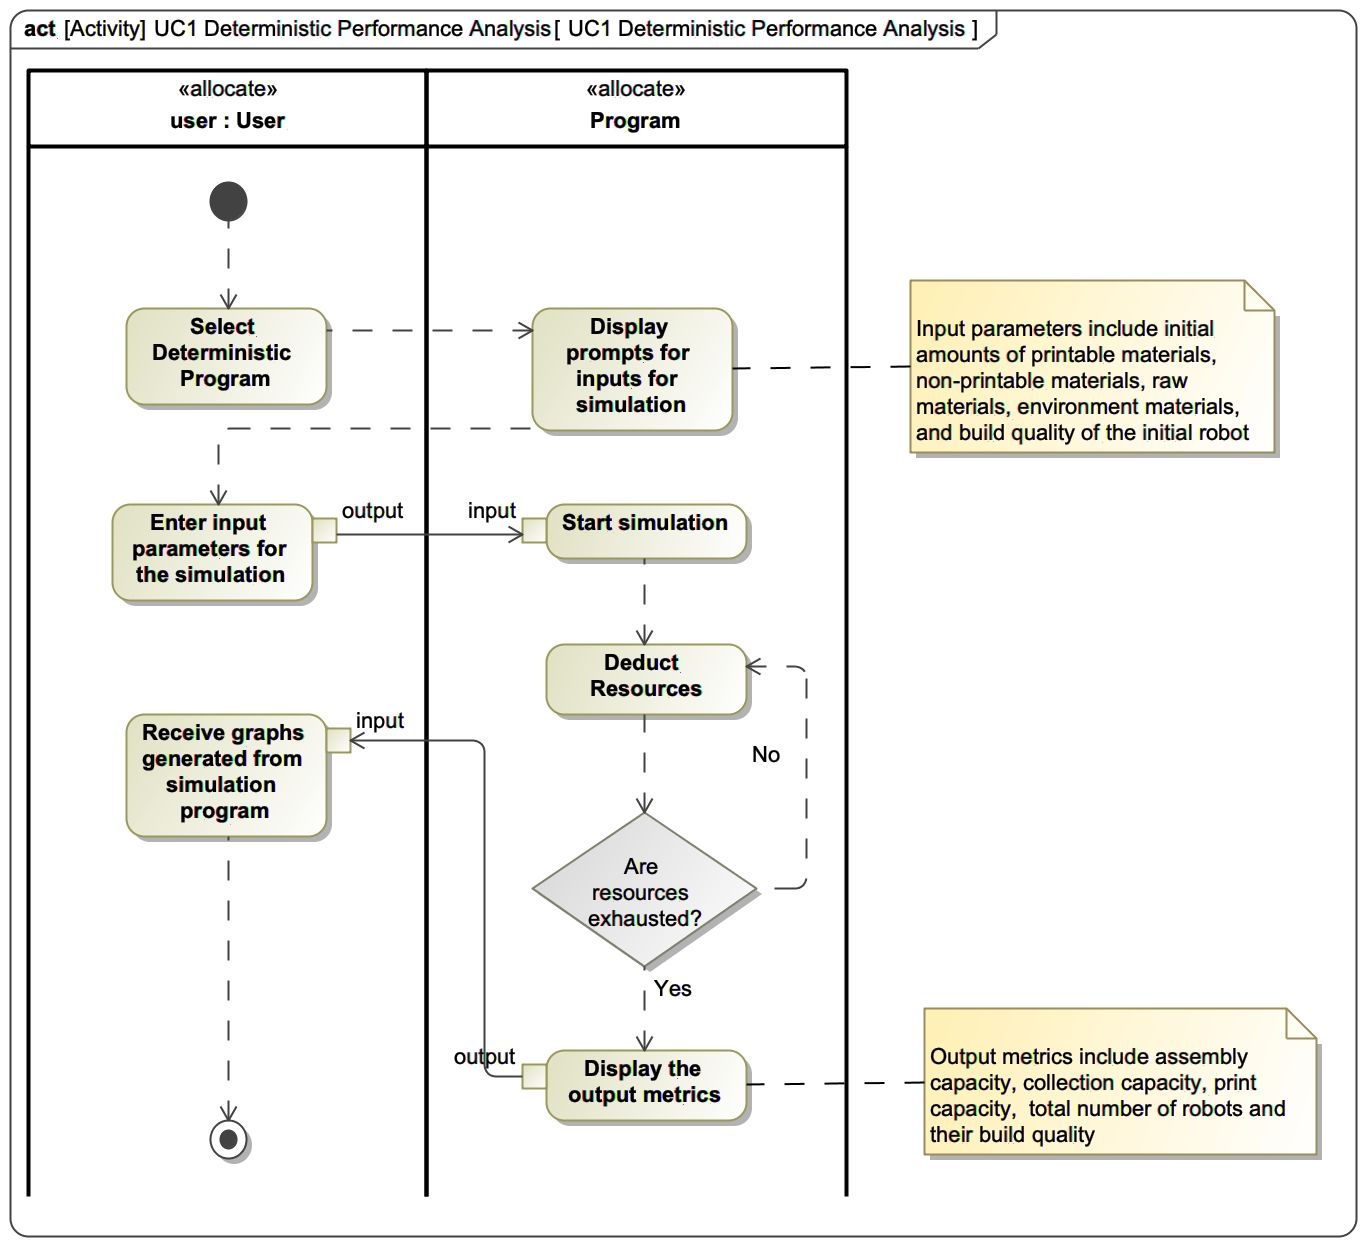 act [Activity] UC1 Deterministic Performance Analysis[ UC1 Deterministic Performance Analysis ]
«allocate»
user : User
«allocate»
Program
Select
Deterministic
Program
Display
prompts for
inputs for
simulation
Input parameters include initial
amounts of printable materials,
non-printable materials, raw
materials, environment materials,
and build quality of the initial robot
Enter input
parameters for
the simulation
output
input
Start simulation
Deduct
Resources
Receive graphs
generated from
simulation
program
input
No
Are
resources
exhausted?
Yes
output
Display the
output metrics
Output metrics include assembly
capacity, collection capacity, print
capacity,  total number of robots and
their build quality